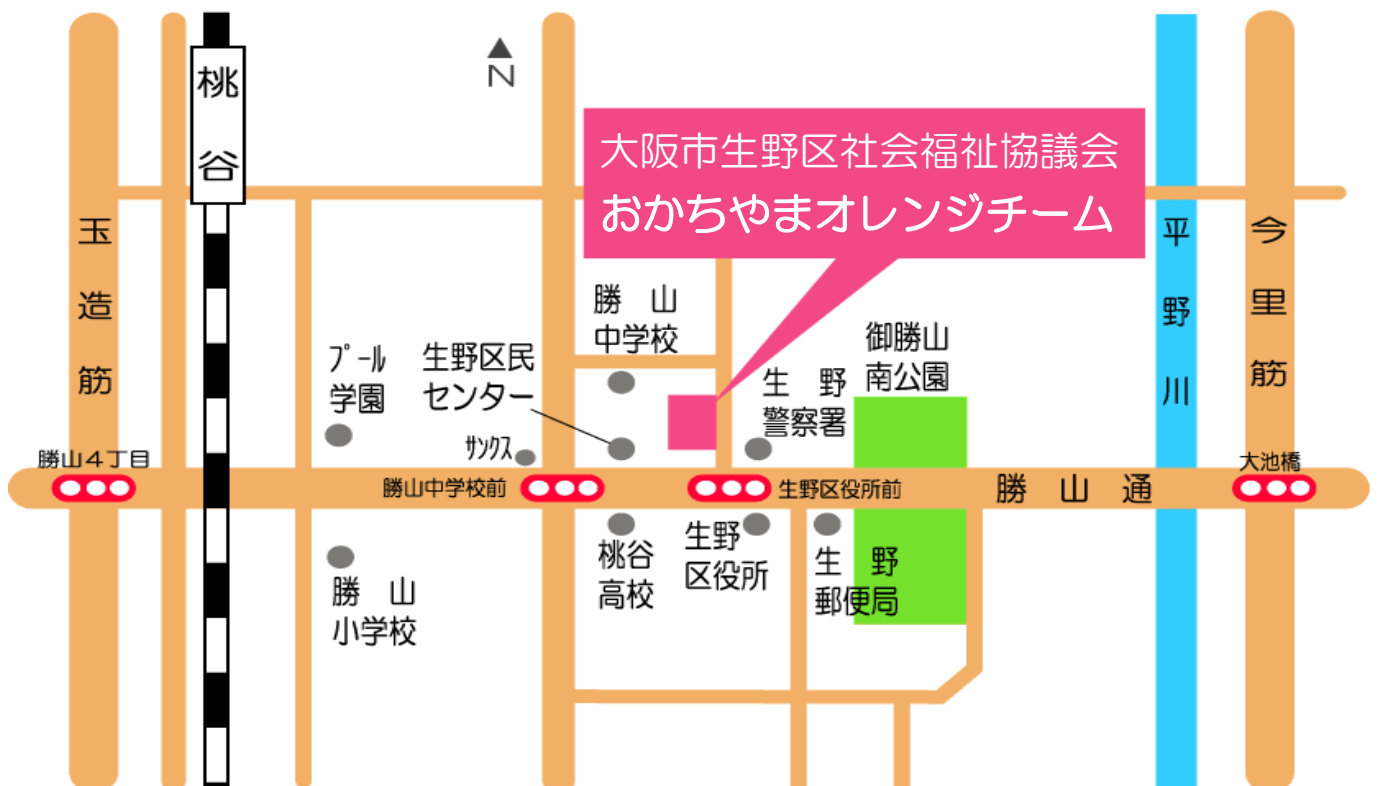 桃谷
N
大阪市生野区社会福祉協議会
おかちやまオレンジチーム
玉造筋
平野川
今里筋
勝山
中学校
御勝山
南公園
プール
学園
生野区民
センター
生野
警察署
サンクス
勝山4丁目
大池橋
勝山中学校前
生野区役所前
勝山通
桃谷
高校
生野
区役所
生野
郵便局
勝山
小学校